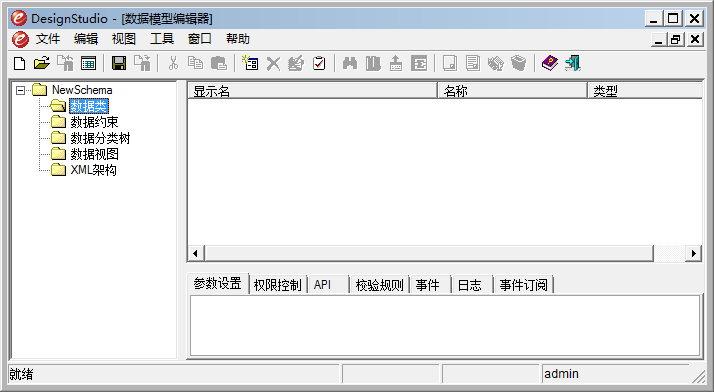 DesignStudio - [数据模型编辑器]
文件 编辑 视图 工具 窗口 帮助
NewSchema
数据类
数据约束
数据分类树
数据视图
XML架构
显示名 名称 类型
参数设置 权限控制 API 校验规则 事件 日志 事件订阅
就绪 admin